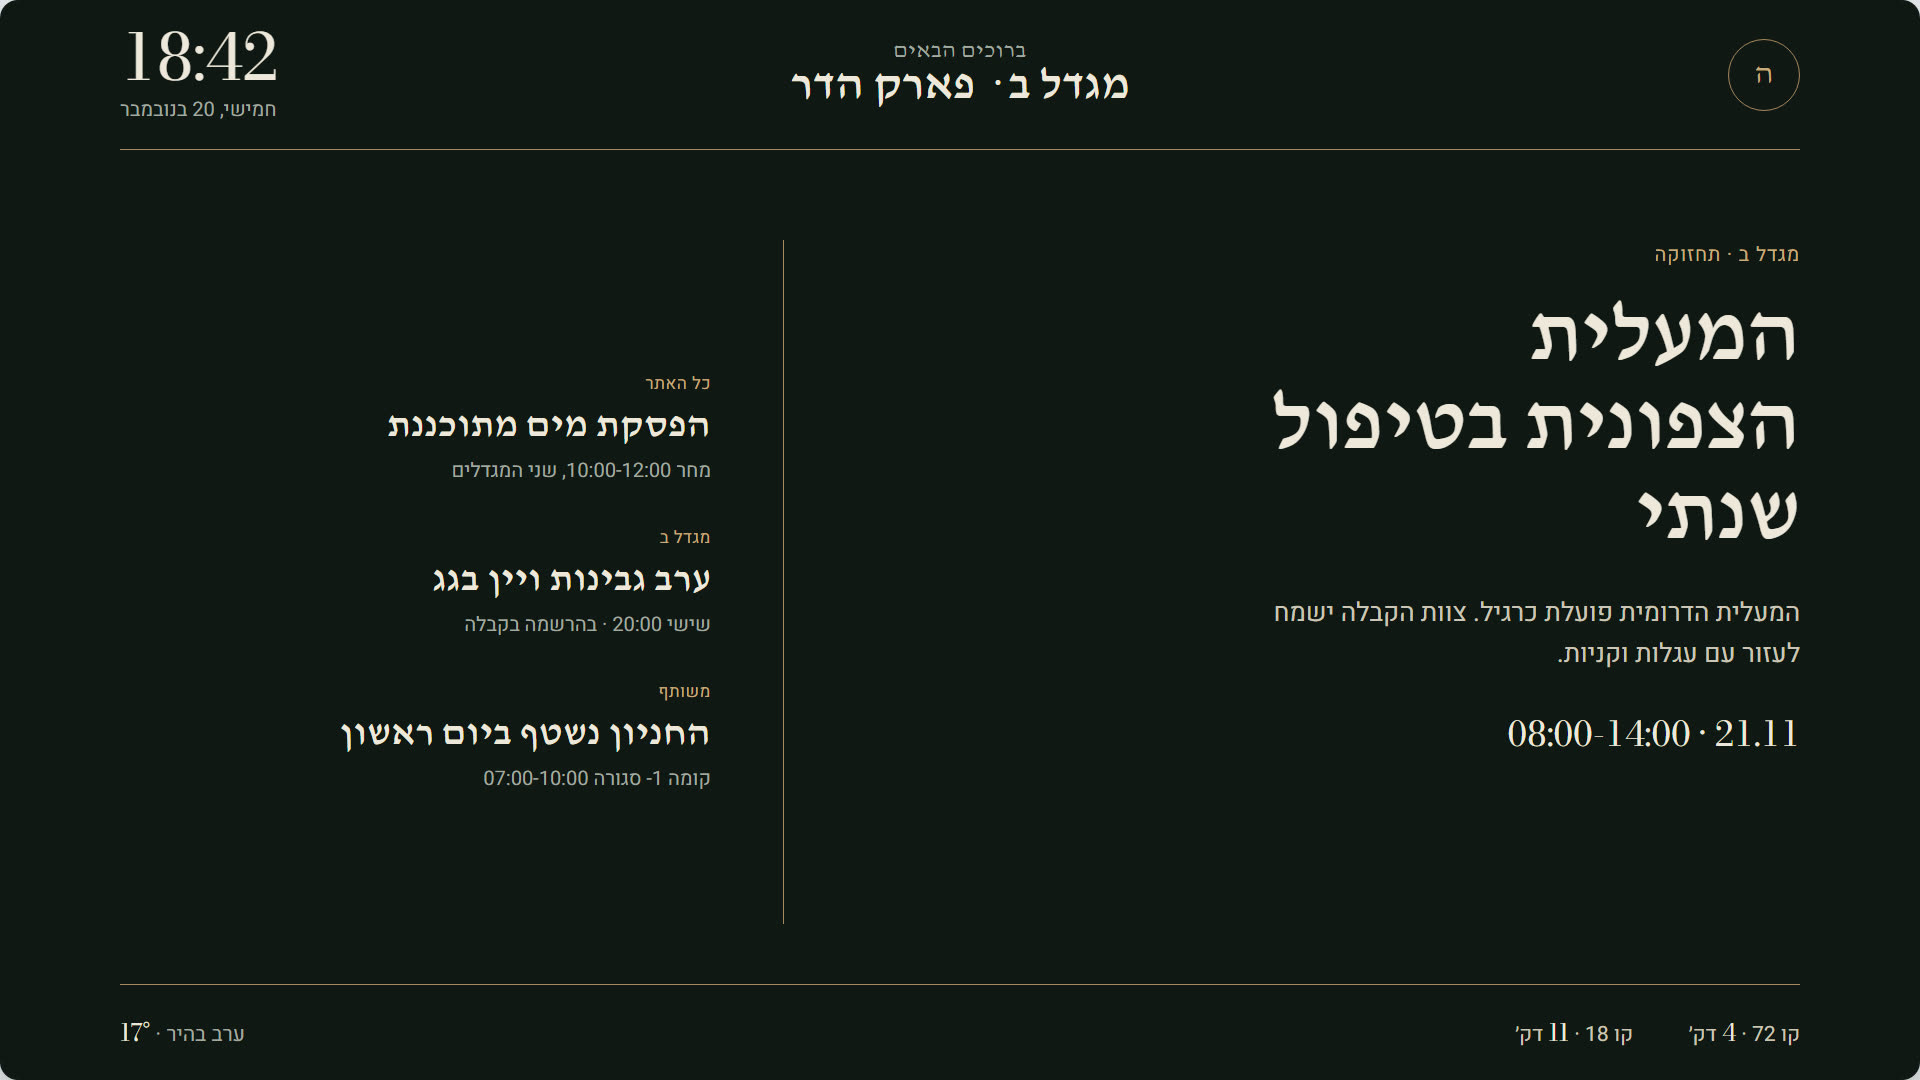 ה
ברוכים הבאים
מגדל ב · פארק הדר
18:42
חמישי, 20 בנובמבר
מגדל ב · תחזוקה
המעלית
הצפונית בטיפול
שנתי
המעלית הדרומית פועלת כרגיל. צוות הקבלה ישמח
לעזור עם עגלות וקניות.
21.11 · 08:00-14:00
כל האתר
הפסקת מים מתוכננת
מחר 10:00-12:00, שני המגדלים
מגדל ב
ערב גבינות ויין בגג
שישי 20:00 · בהרשמה בקבלה
משותף
החניון נשטף ביום ראשון
קומה 1- סגורה 07:00-10:00
קו 72 · 4 דק׳
קו 18 · 11 דק׳
ערב בהיר · 17°